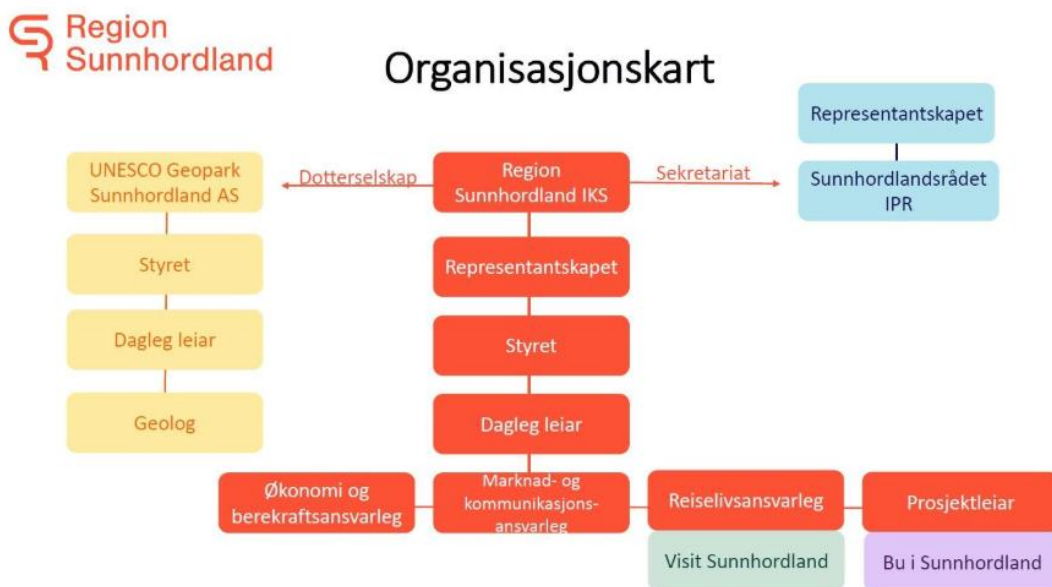 Region
Sunnhordland
Organisasjonskart
Representantskapet
Sunnhordlandsrådet
IPR
UNESCO Geopark
Sunnhordland AS
Dotterselskap
Region
Sunnhordland IKS
Sekretariat
Styret
Dagleg leiar
Geolog
Representantskapet
Styret
Dagleg leiar
Økonomi og
berekraftsansvarleg
Marknad- og
kommunikasjons-
ansvarleg
Reiselivsansvarleg
Prosjektleiar
Visit Sunnhordland
Bu i Sunnhordland